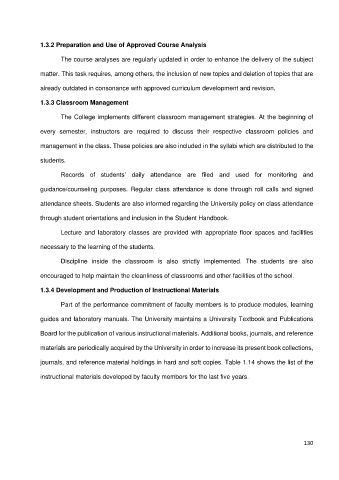 1.3.2 Preparation and Use of Approved Course Analysis
The course analyses are regularly updated in order to enhance the delivery of the subject
matter. This task requires, among others, the inclusion of new topics and deletion of topics that are
already outdated in consonance with approved curriculum development and revision.
1.3.3 Classroom Management
The College implements different classroom management strategies. At the beginning of
every semester, instructors are required to discuss their respective classroom policies and
management in the class. These policies are also included in the syllabi which are distributed to the
students.
Records of students' daily attendance are filed and used for monitoring and
guidance/counseling purposes. Regular class attendance is done through roll calls and signed
attendance sheets. Students are also informed regarding the University policy on class attendance
through student orientations and inclusion in the Student Handbook.
Lecture and laboratory classes are provided with appropriate floor spaces and facilities
necessary to the learning of the students.
Discipline inside the classroom is also strictly implemented. The students are also
encouraged to help maintain the cleanliness of classrooms and other facilities of the school.
1.3.4 Development and Production of Instructional Materials
Part of the performance commitment of faculty members is to produce modules, learning
guides and laboratory manuals. The University maintains a University Textbook and Publications
Board for the publication of various instructional materials. Additional books, journals, and reference
materials are periodically acquired by the University in order to increase its present book collections,
journals, and reference material holdings in hard and soft copies. Table 1.14 shows the list of the
instructional materials developed by faculty members for the last five years.
130